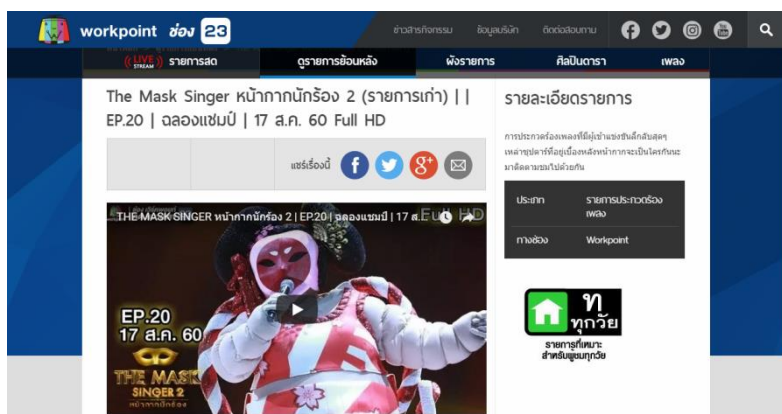 workpoint ช่อง 23
ข่าวสารกิจกรรม ข้อมูลบริษัท ติดต่อสอบถาม
LIVE STREAM รายการสด ดูรายการย้อนหลัง ผังรายการ ศิลปินดารา เพลง
The Mask Singer หน้ากากนักร้อง 2 (รายการเก่า) | |
EP.20 | ฉลองแชมป์ | 17 ส.ค. 60 Full HD
แชร์เรื่องนี้
THE MASK SINGER หน้ากากนักร้อง 2 | EP.20 | ฉลองแชมป์ | 17 ส.
Full HD
EP.20
17 ส.ค. 60
THE MASK
SINGER 2
หน้ากากนักร้อง
รายละเอียดรายการ
การประกวดร้องเพลงที่มีผู้เข้าแข่งขันลึกลับสุดๆ
เหล่าซุปตาร์ที่อยู่เบื้องหลังหน้ากากจะเป็นใครกันนะ
มาติดตามชมไปด้วยกัน
ประเภท รายการประกวดร้อง
เพลง
ทางช่อง Workpoint
ท
ทุกวัย
รายการที่เหมาะ
สำหรับผู้ชมทุกวัย